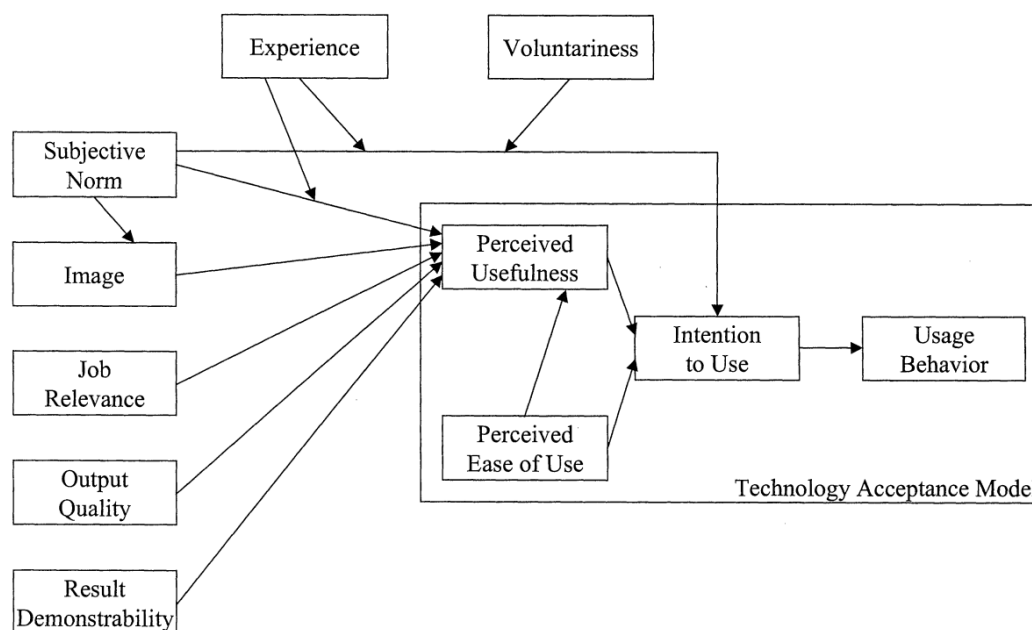 Experience
Voluntariness
Subjective
Norm
Image
Job
Relevance
Output
Quality
Result
Demonstrability
Perceived
Usefulness
Perceived
Ease of Use
Intention
to Use
Usage
Behavior
Technology Acceptance Mode